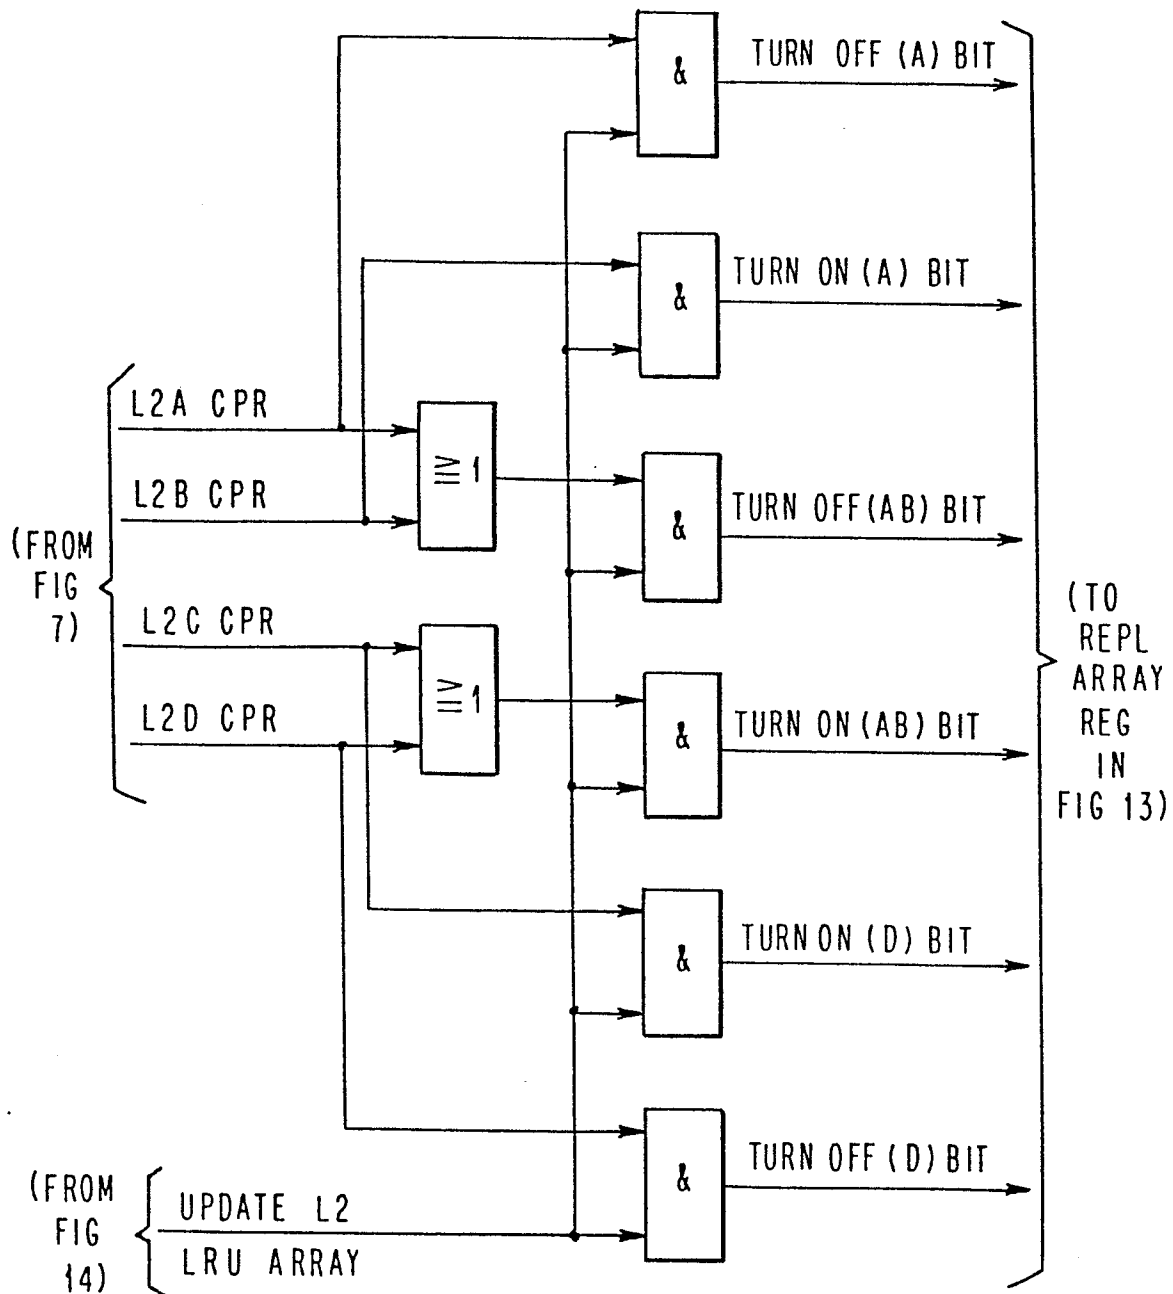 &
TURN OFF (A) BIT
&
TURN ON (A) BIT
(FROM
FIG
7)
L2A CPR
L2B CPR
L2C CPR
L2D CPR
≧ 1
≧ 1
&
TURN OFF (AB) BIT
&
TURN ON (AB) BIT
(TO
REPL
ARRAY
REG
IN
FIG 13)
&
TURN ON (D) BIT
&
TURN OFF (D) BIT
(FROM
FIG
14)
UPDATE L2
LRU ARRAY